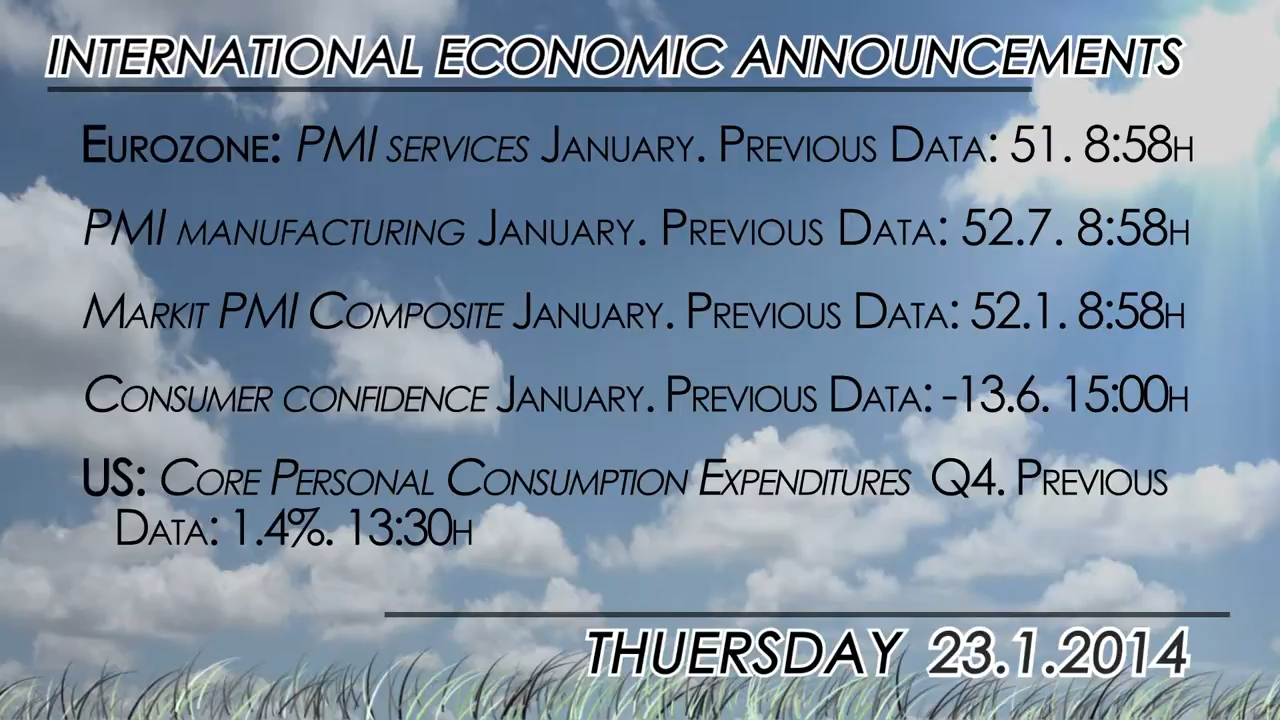 INTERNATIONAL ECONOMIC ANNOUNCEMENTS
EUROZONE: PMI SERVICES JANUARY. PREVIOUS DATA: 51. 8:58H
PMI MANUFACTURING JANUARY. PREVIOUS DATA: 52.7. 8:58H
MARKIT PMI COMPOSITE JANUARY. PREVIOUS DATA: 52.1. 8:58H
CONSUMER CONFIDENCE JANUARY. PREVIOUS DATA: -13.6. 15:00H
US: CORE PERSONAL CONSUMPTION EXPENDITURES Q4. PREVIOUS
DATA: 1.4%. 13:30H
THUERSDAY 23.1.2014